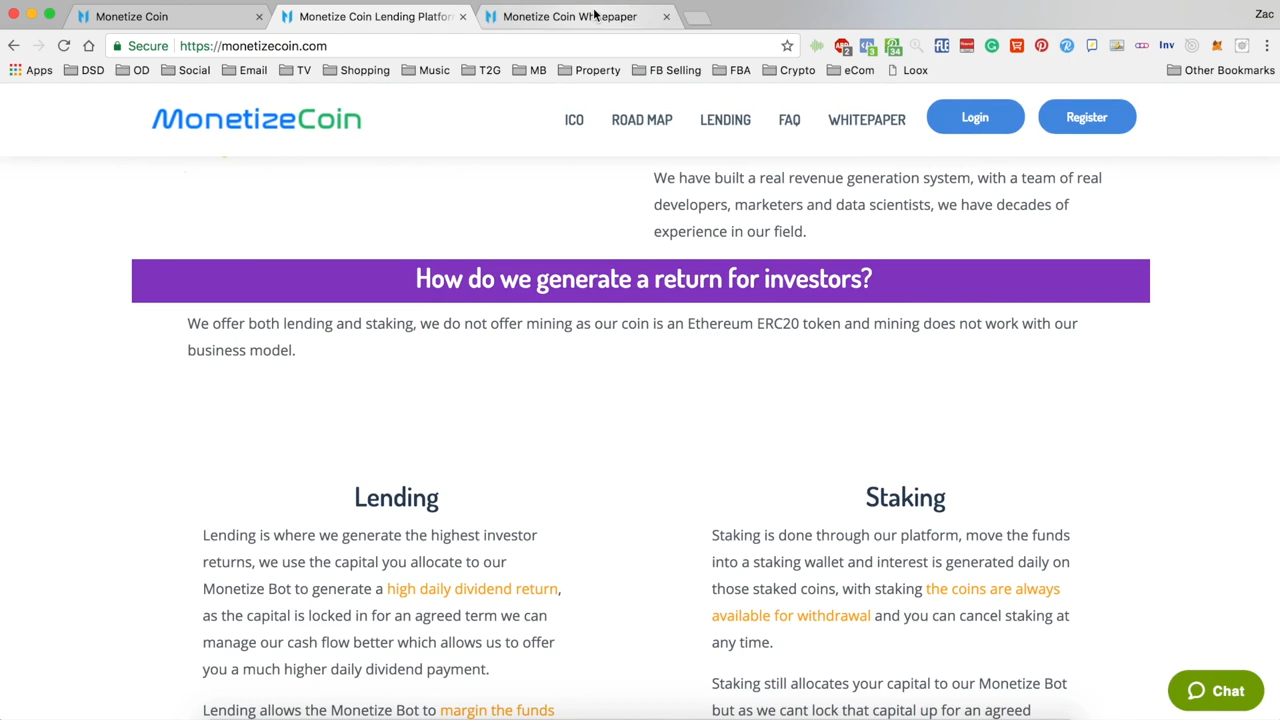 Monetize Coin
Monetize Coin Lending Platfor
Monetize Coin Whitepaper
Zac
Secure
https://monetizecoin.com
ABP
2
3
34
Inv
Apps
DSD
OD
Social
Email
TV
Shopping
Music
T2G
MB
Property
FB Selling
FBA
Crypto
eCom
Loox
Other Bookmarks
MonetizeCoin
ICO
ROAD MAP
LENDING
FAQ
WHITEPAPER
Login
Register
We have built a real revenue generation system, with a team of real
developers, marketers and data scientists, we have decades of
experience in our field.
How do we generate a return for investors?
We offer both lending and staking, we do not offer mining as our coin is an Ethereum ERC20 token and mining does not work with our
business model.
Lending
Lending is where we generate the highest investor
returns, we use the capital you allocate to our
Monetize Bot to generate a high daily dividend return,
as the capital is locked in for an agreed term we can
manage our cash flow better which allows us to offer
you a much higher daily dividend payment.
Lending allows the Monetize Bot to margin the funds
Staking
Staking is done through our platform, move the funds
into a staking wallet and interest is generated daily on
those staked coins, with staking the coins are always
available for withdrawal and you can cancel staking at
any time.
Staking still allocates your capital to our Monetize Bot
but as we cant lock that capital up for an agreed
Chat